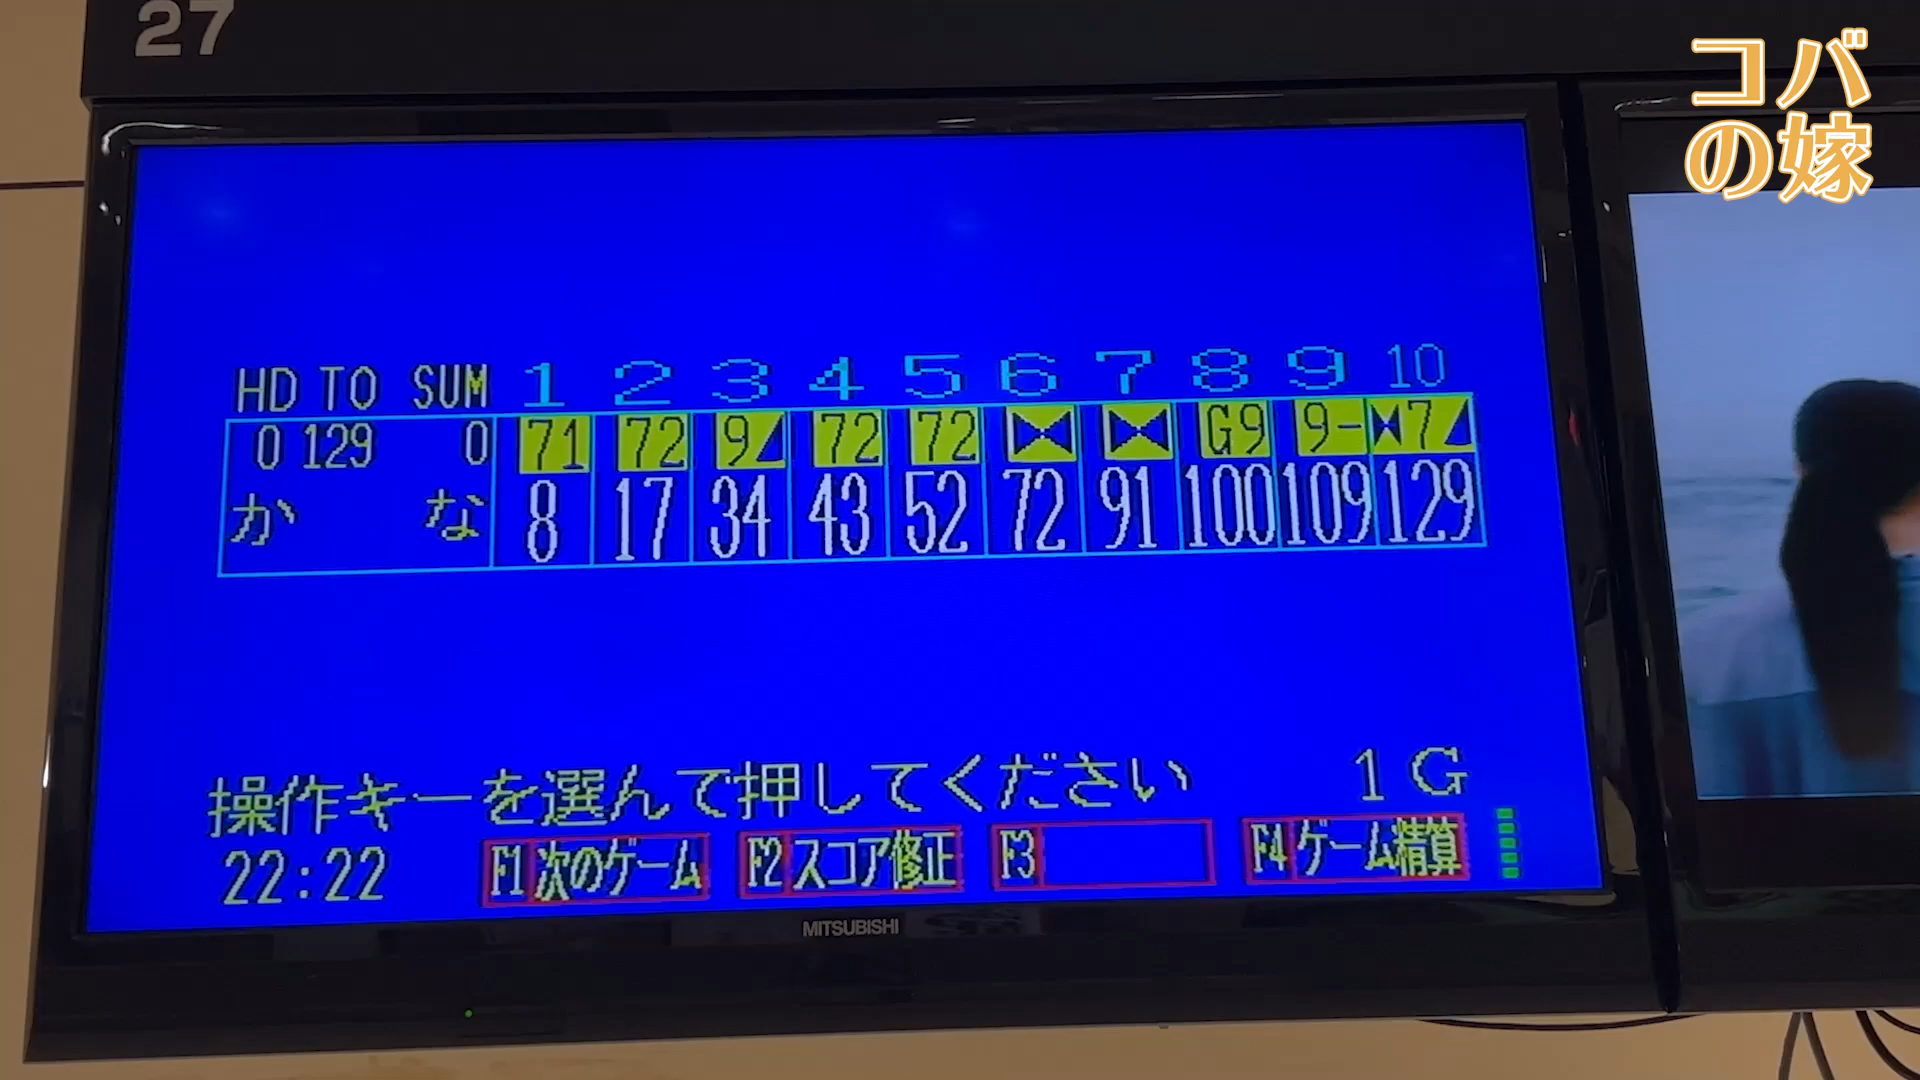 27
コバ
の嫁
HD TO SUM 1 2 3 4 5 6 7 8 9 10
0 129 0 71 72 9 72 72 G9 9- 7
かな 8 17 34 43 52 72 91 100 109 129
操作キーを選んで押してください 1G
22:22 F1 次のゲーム F2 スコア修正 F3 F4 ゲーム精算
MITSUBISHI